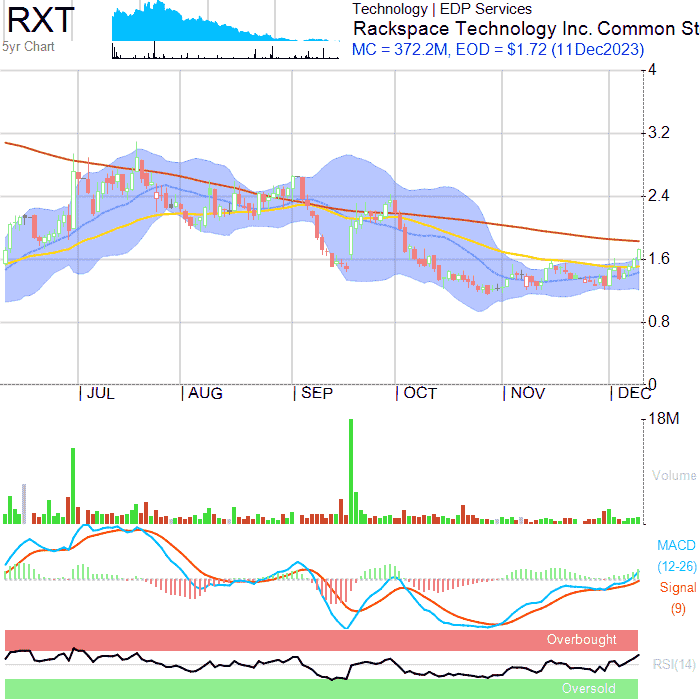 RXT
5yr Chart
Technology | EDP Services
Rackspace Technology Inc. Common St
MC = 372.2M, EOD = $1.72 (11Dec2023)
4
3.2
2.4
1.6
0.8
0
JUL AUG SEP OCT NOV DEC
18M
Volume
MACD
(12-26)
Signal
(9)
Overbought
RSI(14)
Oversold